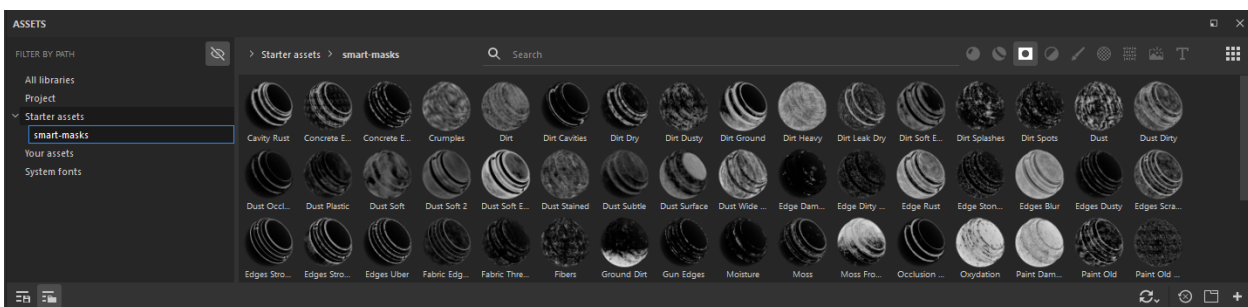 ASSETS
FILTER BY PATH
> Starter assets > smart-masks
Search
All libraries
Project
Starter assets
smart-masks
Your assets
System fonts
Cavity Rust Concrete E... Concrete E... Crumples Dirt Dirt Cavities Dirt Dry Dirt Dusty Dirt Ground Dirt Heavy Dirt Leak Dry Dirt Soft E... Dirt Splashes Dirt Spots Dust Dust Dirty
Dust Occl... Dust Plastic Dust Soft Dust Soft 2 Dust Soft E... Dust Stained Dust Subtle Dust Surface Dust Wide ... Edge Dam... Edge Dirty ... Edge Rust Edge Ston... Edges Blur Edges Dusty Edges Scra...
Edges Stro... Edges Stro... Edges Uber Fabric Edg... Fabric Thre... Fibers Ground Dirt Gun Edges Moisture Moss Moss Fro... Occlusion ... Oxydation Paint Dam... Paint Old Paint Old ...